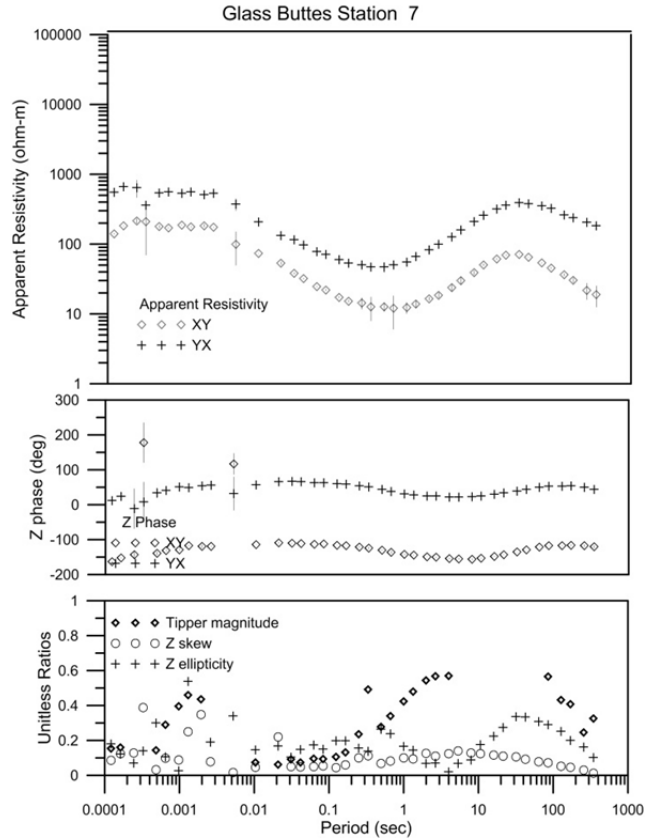 Glass Buttes Station 7
Apparent Resistivity (ohm-m)
100000
10000
1000
100
10
1
Apparent Resistivity
XY
YX
Z phase (deg)
300
200
100
0
-100
-200
Z Phase
XY
YX
Unitless Ratios
1
0.8
0.6
0.4
0.2
0
Tipper magnitude
Z skew
Z ellipticity
0.0001 0.001 0.01 0.1 1 10 100 1000
Period (sec)